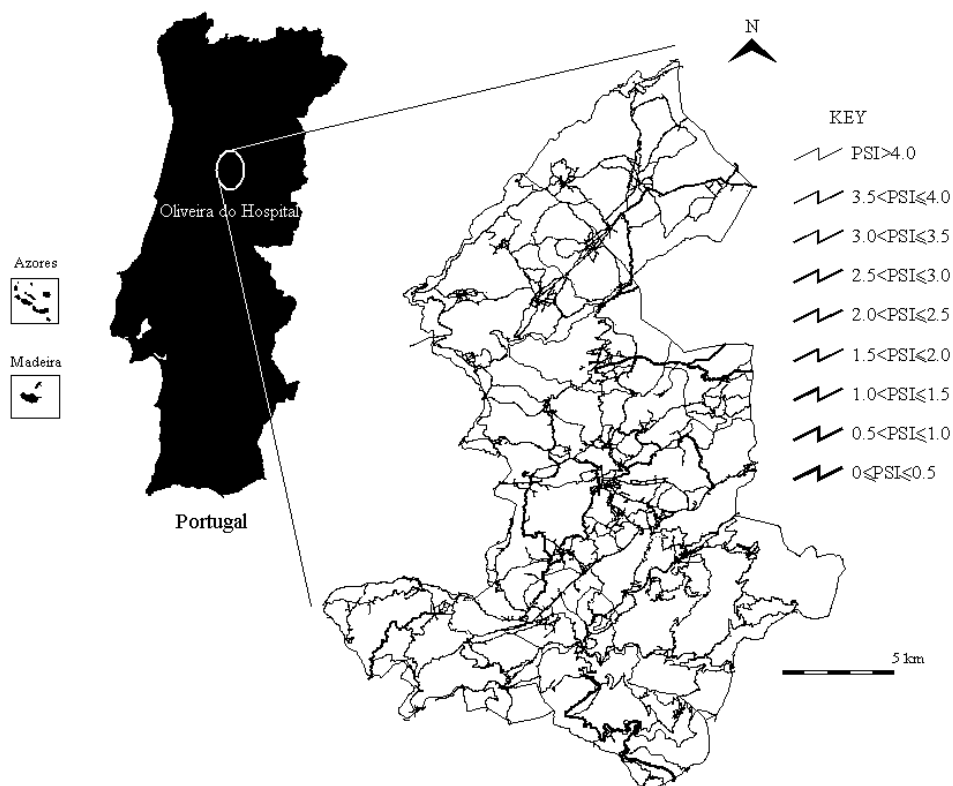 N
KEY
PSI>4.0
3.5<PSI⩽4.0
3.0<PSI⩽3.5
2.5<PSI⩽3.0
2.0<PSI⩽2.5
1.5<PSI⩽2.0
1.0<PSI⩽1.5
0.5<PSI⩽1.0
0⩽PSI⩽0.5
Oliveira do Hospital
Azores
Madeira
Portugal
5 km